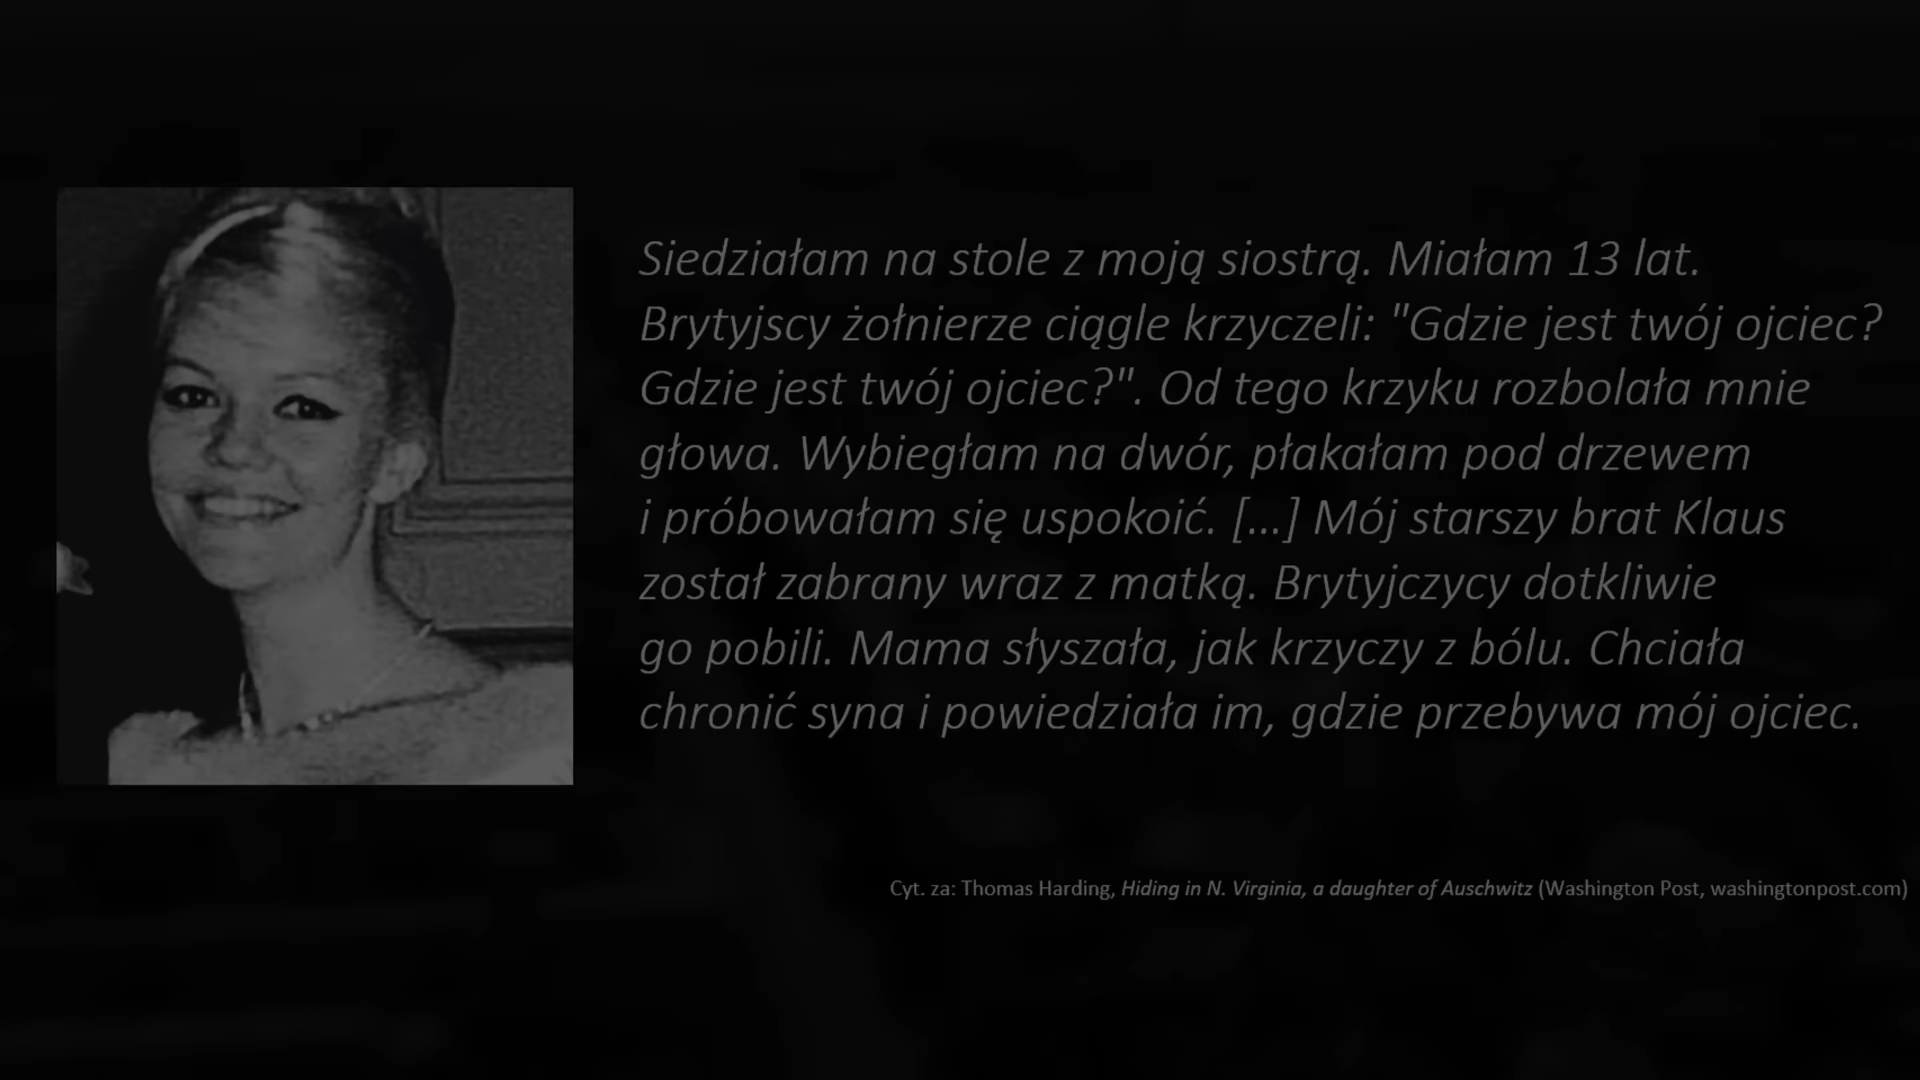 Siedziałam na stole z moją siostrą. Miałam 13 lat.
Brytyjscy żołnierze ciągle krzyczeli: "Gdzie jest twój ojciec?
Gdzie jest twój ojciec?". Od tego krzyku rozbolała mnie
głowa. Wybiegłam na dwór, płakałam pod drzewem
i próbowałam się uspokoić. [...] Mój starszy brat Klaus
został zabrany wraz z matką. Brytyjczycy dotkliwie
go pobili. Mama słyszała, jak krzyczy z bólu. Chciała
chronić syna i powiedziała im, gdzie przebywa mój ojciec.
Cyt. za: Thomas Harding, Hiding in N. Virginia, a daughter of Auschwitz (Washington Post, washingtonpost.com)